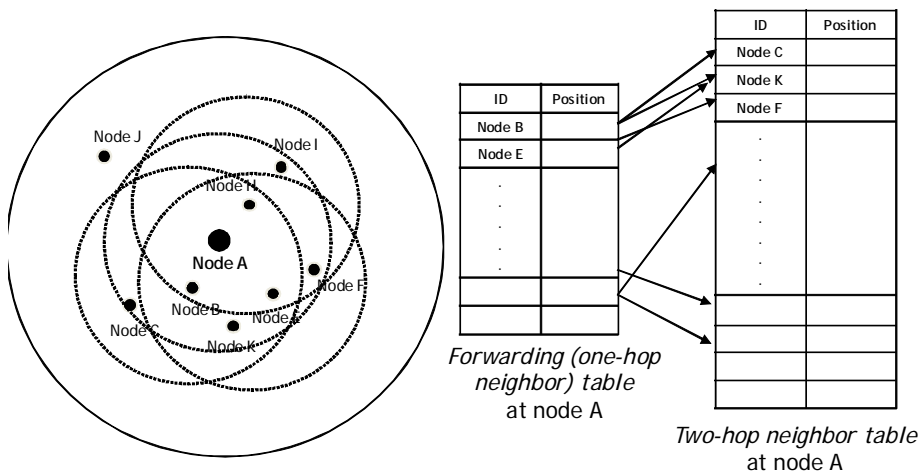 Node J
Node I
Node H
Node A
Node F
Node B
Node
Node C
Node K
ID Position
Node B
Node E
Forwarding (one-hop
neighbor) table
at node A
ID Position
Node C
Node K
Node F
Two-hop neighbor table
at node A